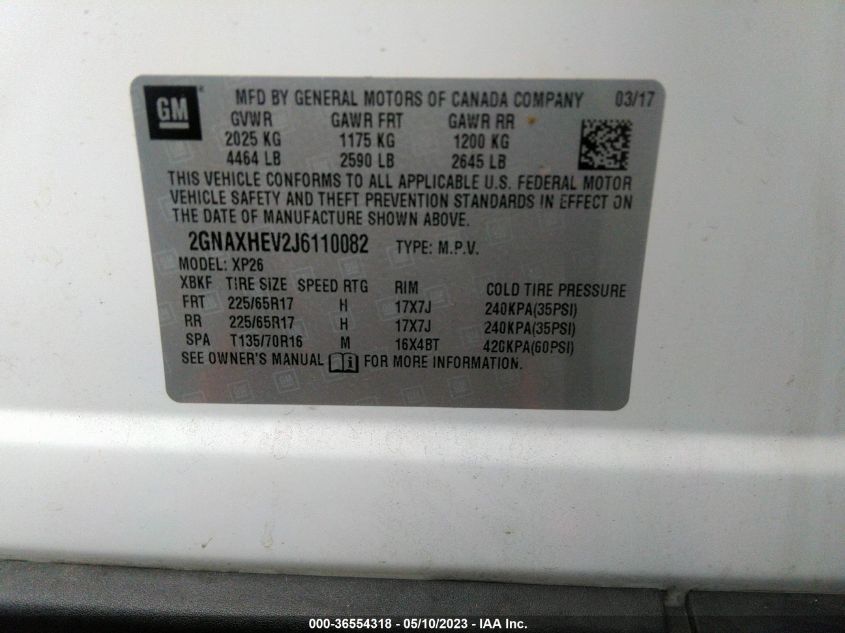 GM
MFD BY GENERAL MOTORS OF CANADA COMPANY 03/17
GVWR GAWR FRT GAWR RR
2025 KG 1175 KG 1200 KG
4464 LB 2590 LB 2645 LB
THIS VEHICLE CONFORMS TO ALL APPLICABLE U.S. FEDERAL MOTOR
VEHICLE SAFETY AND THEFT PREVENTION STANDARDS IN EFFECT ON
THE DATE OF MANUFACTURE SHOWN ABOVE.
2GNAXHEV2J6110082 TYPE: M.P.V.
MODEL: XP26
XBKF TIRE SIZE SPEED RTG RIM COLD TIRE PRESSURE
FRT 225/65R17 H 17X7J 240KPA(35PSI)
RR 225/65R17 H 17X7J 240KPA(35PSI)
SPA T135/70R16 M 16X4BT 420KPA(60PSI)
SEE OWNER'S MANUAL FOR MORE INFORMATION.
000-36554318 - 05/10/2023 - IAA Inc.